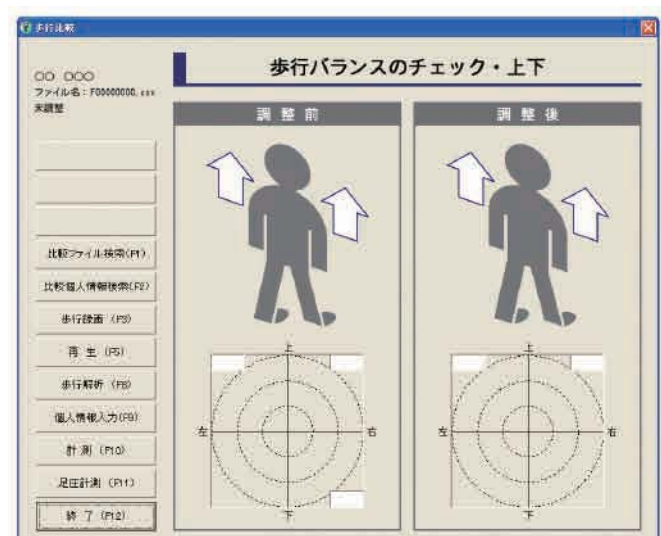 歩行比較
○○ ○○○
ファイル名：F00000000.csv
未調整
歩行バランスのチェック・上下
調整前
調整後
比較ファイル検索(F1)
比較個人情報検索(F2)
歩行録画 (F3)
再 生 (F5)
歩行解析 (F8)
個人情報入力(F9)
計 測 (F10)
足圧計測 (F11)
終 了 (F12)
上
左
右
下
上
左
右
下